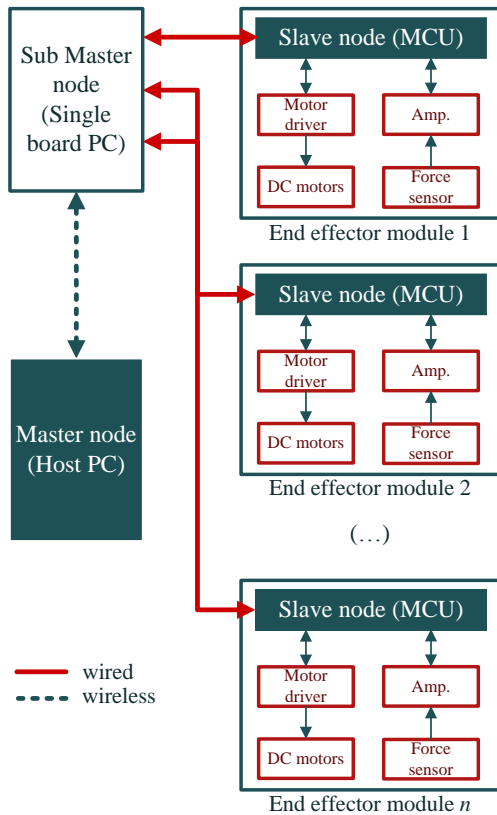 Sub Master
node
(Single
board PC)
Master node
(Host PC)
Slave node (MCU)
Motor
driver
Amp.
DC motors
Force
sensor
End effector module 1
Slave node (MCU)
Motor
driver
Amp.
DC motors
Force
sensor
End effector module 2
(…)
Slave node (MCU)
Motor
driver
Amp.
DC motors
Force
sensor
End effector module n
wired
wireless